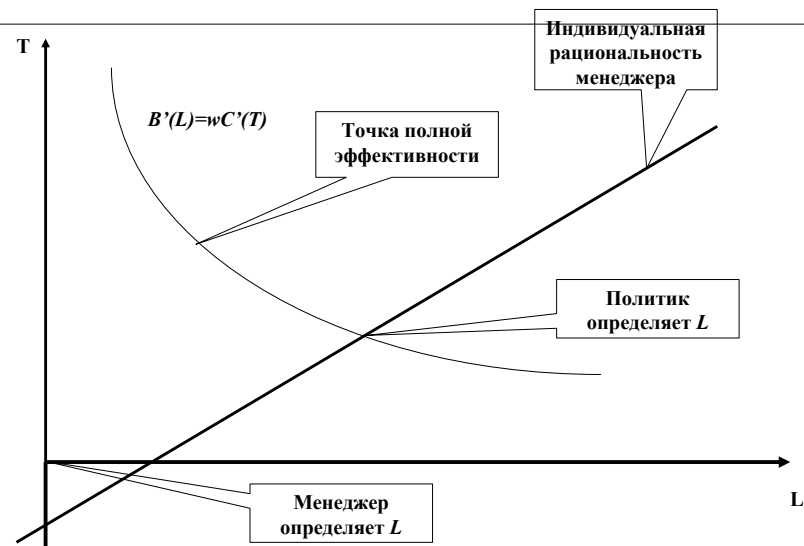 Индивидуальная
рациональность
менеджера
T
B’(L)=wC’(T)
Точка полной
эффективности
Политик
определяет L
Менеджер
определяет L
L